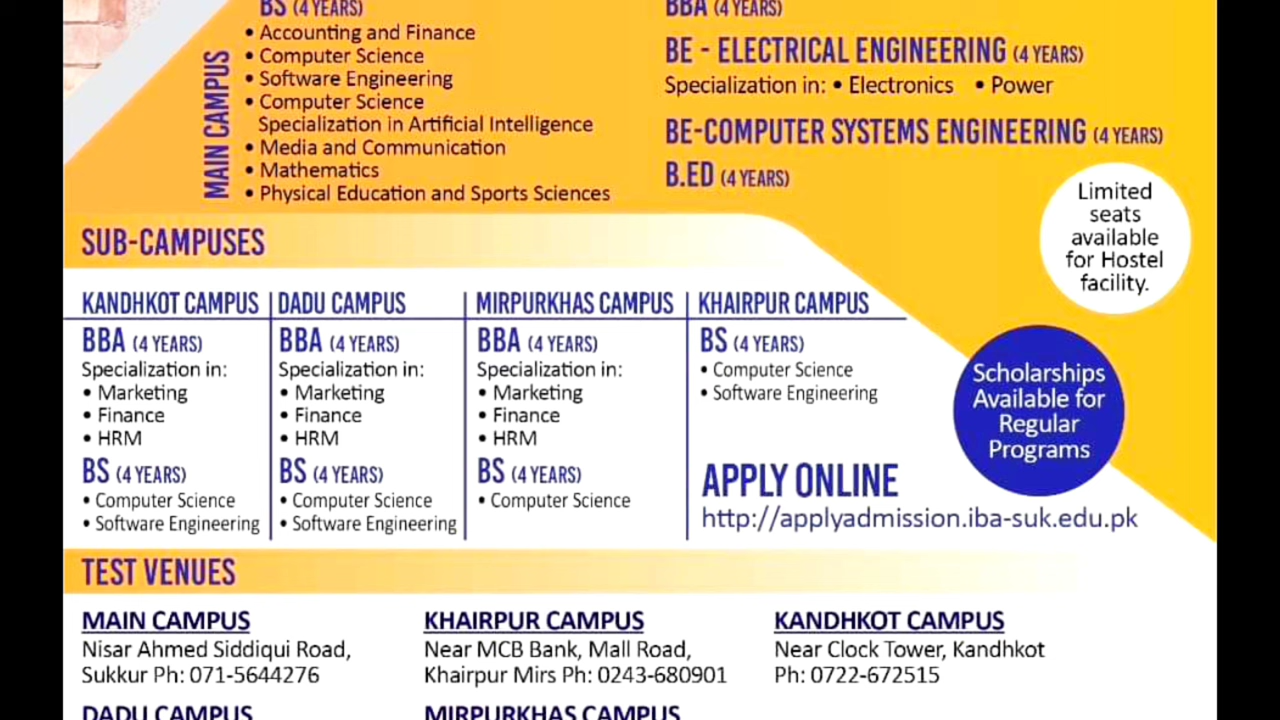 BS (4 YEARS)
MAIN CAMPUS
• Accounting and Finance
• Computer Science
• Software Engineering
• Computer Science
Specialization in Artificial Intelligence
• Media and Communication
• Mathematics
• Physical Education and Sports Sciences
BBA (4 YEARS)
BE - ELECTRICAL ENGINEERING (4 YEARS)
Specialization in: • Electronics • Power
BE-COMPUTER SYSTEMS ENGINEERING (4 YEARS)
B.ED (4 YEARS)
Limited
seats
available
for Hostel
facility.
SUB-CAMPUSES
KANDHKOT CAMPUS
BBA (4 YEARS)
Specialization in:
• Marketing
• Finance
• HRM
BS (4 YEARS)
• Computer Science
• Software Engineering
DADU CAMPUS
BBA (4 YEARS)
Specialization in:
• Marketing
• Finance
• HRM
BS (4 YEARS)
• Computer Science
• Software Engineering
MIRPURKHAS CAMPUS
BBA (4 YEARS)
Specialization in:
• Marketing
• Finance
• HRM
BS (4 YEARS)
• Computer Science
KHAIRPUR CAMPUS
BS (4 YEARS)
• Computer Science
• Software Engineering
Scholarships
Available for
Regular
Programs
APPLY ONLINE
http://applyadmission.iba-suk.edu.pk
TEST VENUES
MAIN CAMPUS
Nisar Ahmed Siddiqui Road,
Sukkur Ph: 071-5644276
KHAIRPUR CAMPUS
Near MCB Bank, Mall Road,
Khairpur Mirs Ph: 0243-680901
KANDHKOT CAMPUS
Near Clock Tower, Kandhkot
Ph: 0722-672515
DADU CAMPUS
MIRPURKHAS CAMPUS